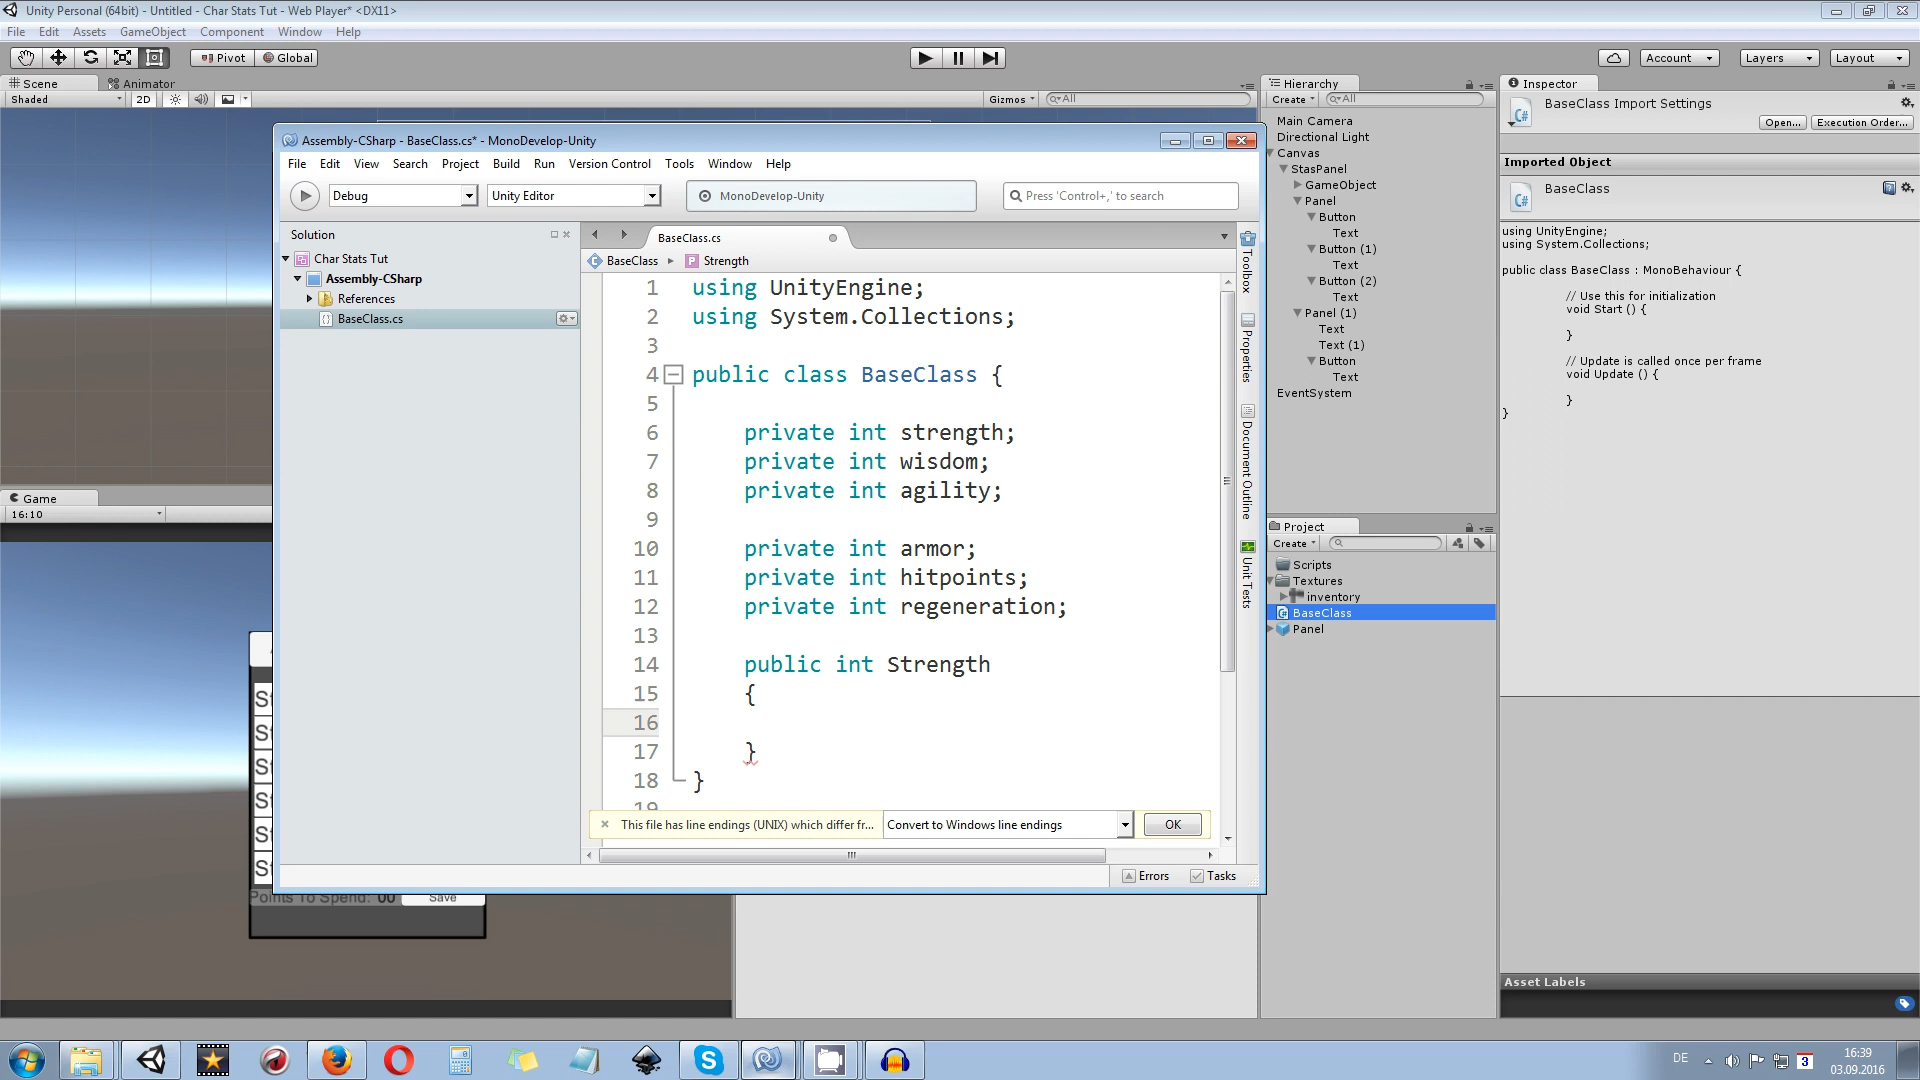 Unity Personal (64bit) - Untitled - Char Stats Tut - Web Player* <DX11>
File Edit Assets GameObject Component Window Help
Pivot Global Account Layers Layout
Scene Animator
Shaded 2D Gizmos All
Hierarchy
Create All
Main Camera
Directional Light
Canvas
StasPanel
GameObject
Panel
Button
Text
Button (1)
Text
Button (2)
Text
Panel (1)
Text
Text (1)
Button
Text
EventSystem
Inspector
BaseClass Import Settings
Open... Execution Order...
Imported Object
BaseClass
using UnityEngine;
using System.Collections;
public class BaseClass : MonoBehaviour {
// Use this for initialization
void Start () {
}
// Update is called once per frame
void Update () {
}
}
Asset Labels
Project
Create
Scripts
Textures
inventory
BaseClass
Panel
Assembly-CSharp - BaseClass.cs* - MonoDevelop-Unity
File Edit View Search Project Build Run Version Control Tools Window Help
Debug Unity Editor MonoDevelop-Unity Press 'Control+,' to search
Solution
Char Stats Tut
Assembly-CSharp
References
BaseClass.cs
BaseClass.cs
BaseClass Strength
1 using UnityEngine;
2 using System.Collections;
3
4 public class BaseClass {
5
6 private int strength;
7 private int wisdom;
8 private int agility;
9
10 private int armor;
11 private int hitpoints;
12 private int regeneration;
13
14 public int Strength
15 {
16
17 }
18 }
19
This file has line endings (UNIX) which differ fr... Convert to Windows line endings OK
Errors Tasks
Toolbox
Properties
Document Outline
Unit Tests
Game
16:10
St
St
St
St
St
St
Points To Spend: 00 Save
DE 3 16:39
03.09.2016